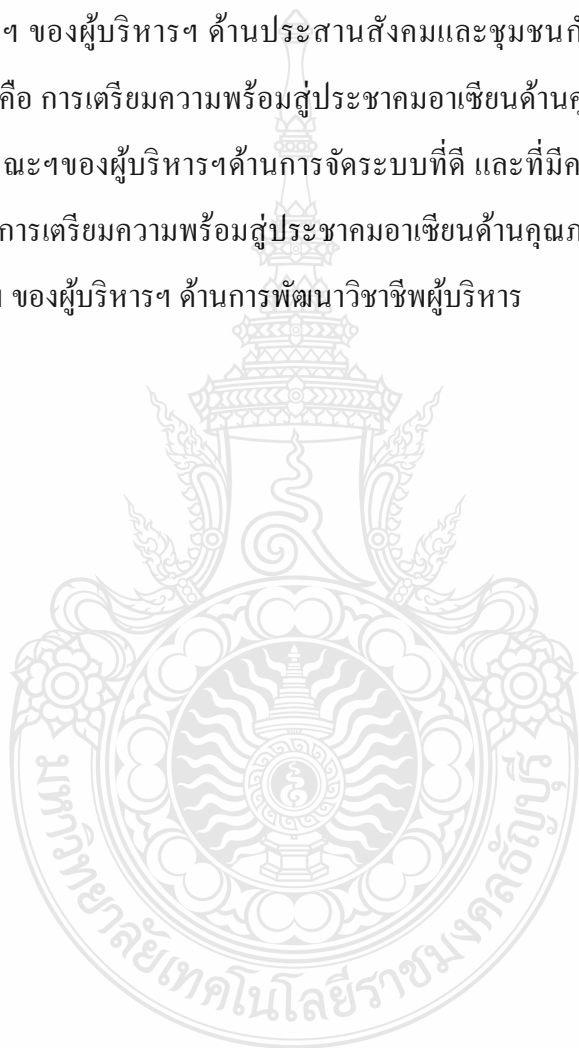 ฯ ของผู้บริหารฯ ด้านประสานสังคมและชุมชน
คือ การเตรียมความพร้อมสู่ประชาคมอาเซียนด้าน
ณะฯของผู้บริหารฯด้านการจัดระบบที่ดี และที่มี
การเตรียมความพร้อมสู่ประชาคมอาเซียนด้าน
ของผู้บริหารฯ ด้านการพัฒนาวิชาชีพผู้บริหาร
มหาวิทยาลัยเทคโนโลยีราชมงคลธัญบุรี